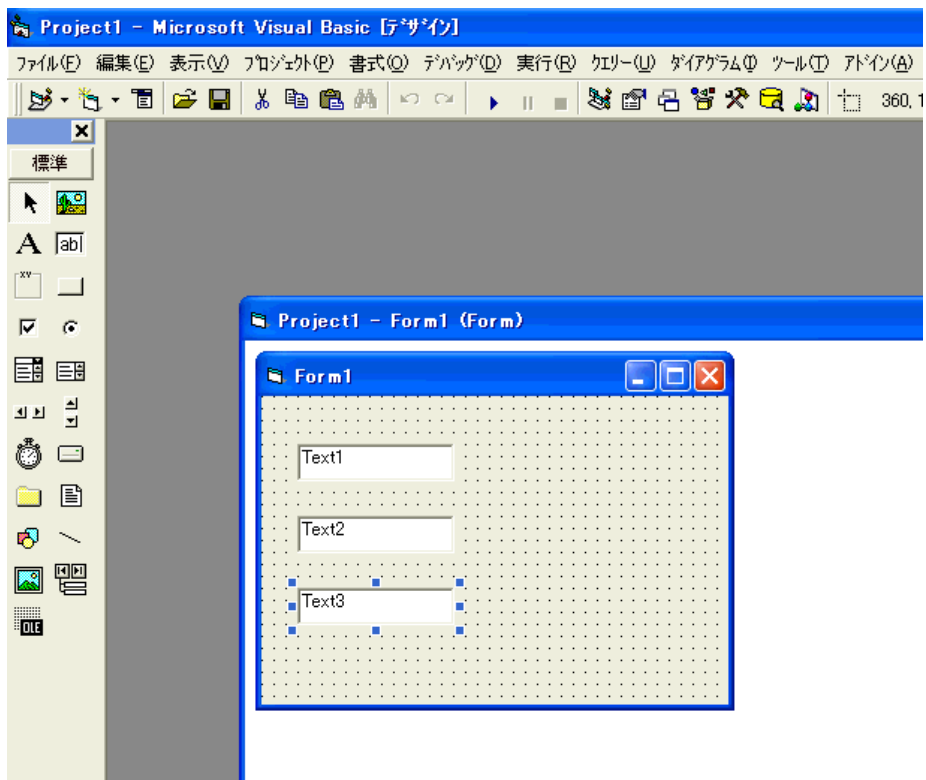 Project1 - Microsoft Visual Basic [ﾃﾞｻﾞｲﾝ]
ﾌｧｲﾙ(F) 編集(E) 表示(V) ﾌﾟﾛｼﾞｪｸﾄ(P) 書式(O) ﾃﾞﾊﾞｯｸﾞ(D) 実行(R) ｸｴﾘｰ(U) ﾀﾞｲｱｸﾞﾗﾑ(I) ﾂｰﾙ(T) ｱﾄﾞｲﾝ(A)
360, 1
標準
A ab|
XY
Project1 - Form1 (Form)
Form1
Text1
Text2
Text3
OLE